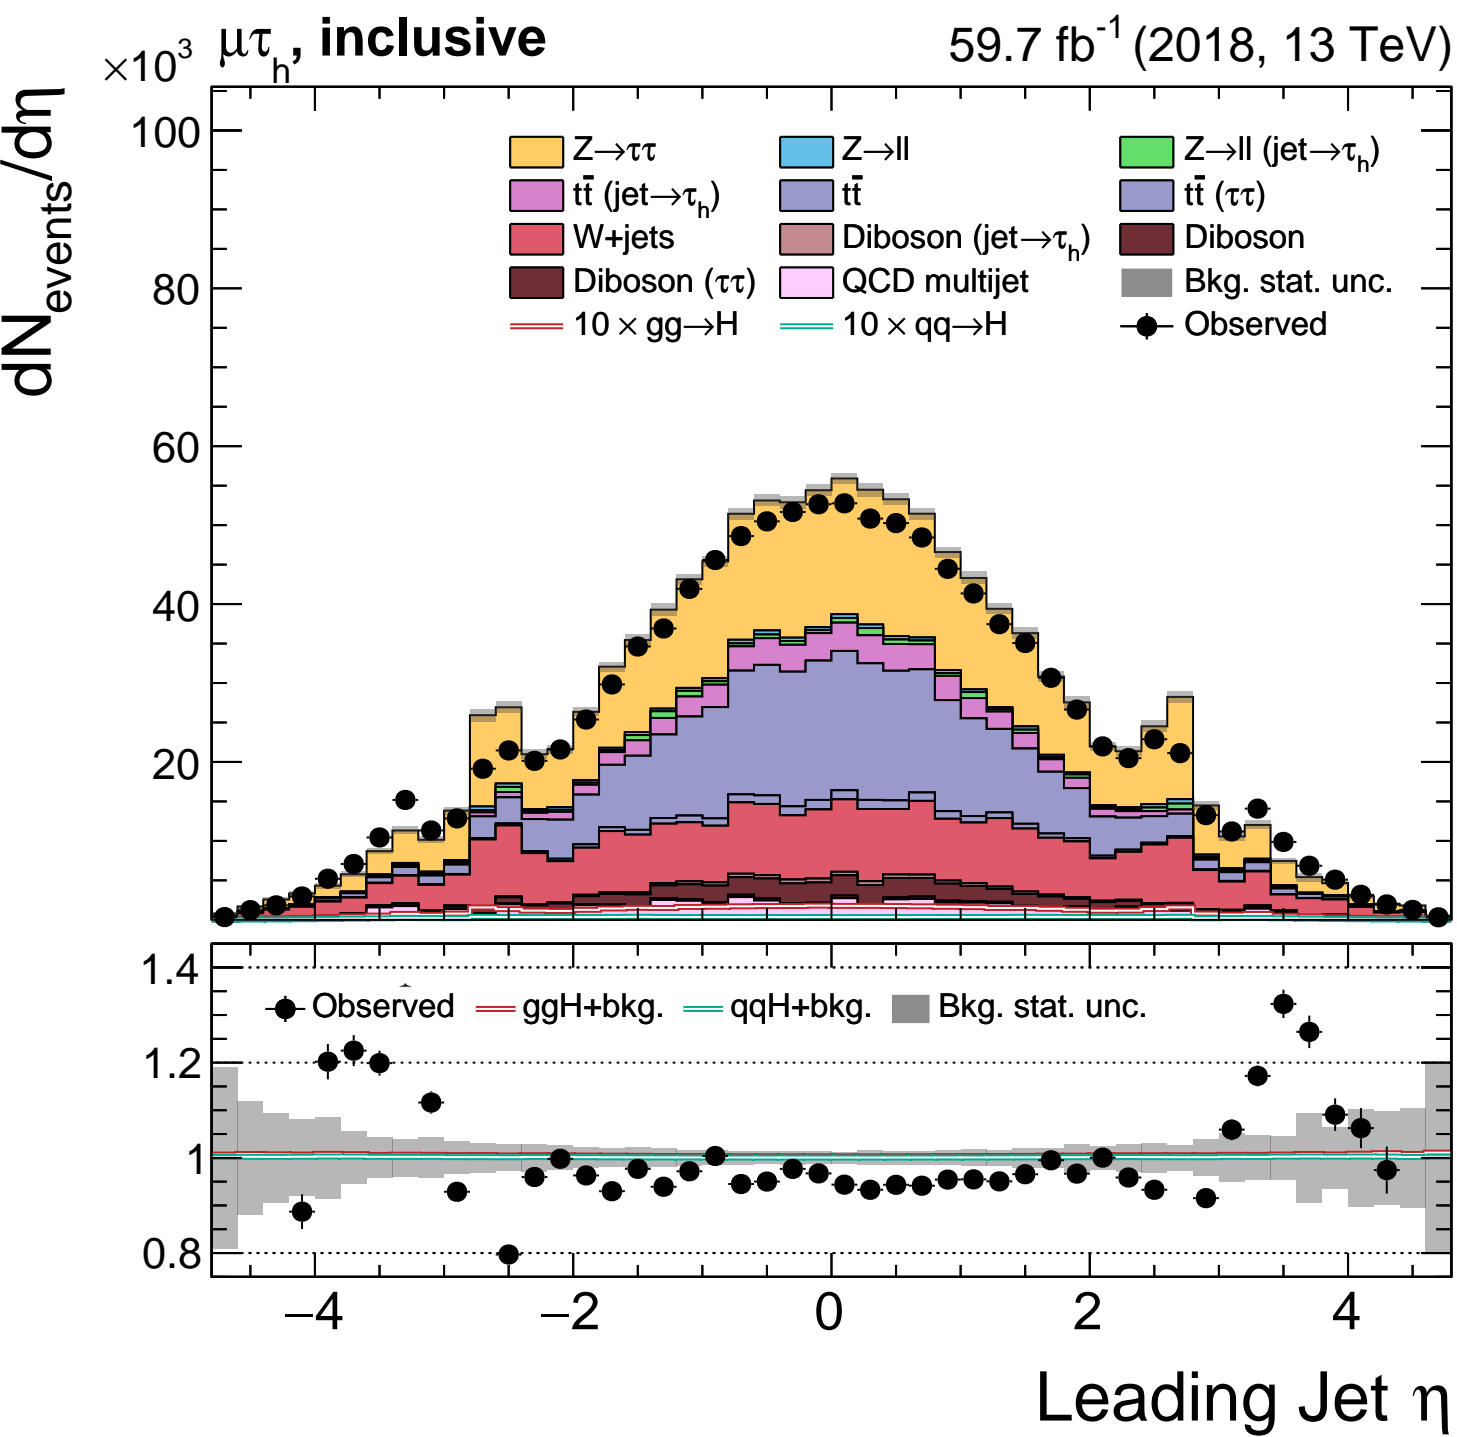 ×10³ μτₕ, inclusive 59.7 fb⁻¹ (2018, 13 TeV)
dN_events/dη
100
80
60
40
20
Z→ττ Z→ll Z→ll (jet→τₕ)
tt̄ (jet→τₕ) tt̄ tt̄ (ττ)
W+jets Diboson (jet→τₕ) Diboson
Diboson (ττ) QCD multijet Bkg. stat. unc.
10 × gg→H 10 × qq→H Observed
1.4
1.2
1
0.8
Observed ggH+bkg. qqH+bkg. Bkg. stat. unc.
−4 −2 0 2 4
Leading Jet η